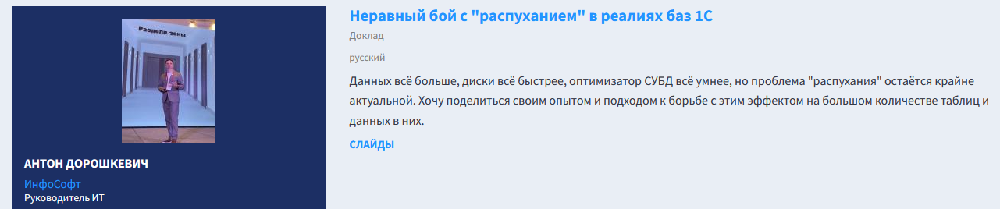 Раздели зоны
АНТОН ДОРОШКЕВИЧ
ИнфоСофт
Руководитель ИТ
Неравный бой с "распуханием" в реалиях баз 1С
Доклад
русский
Данных всё больше, диски всё быстрее, оптимизатор СУБД всё умнее, но проблема "распухания" остаётся крайне
актуальной. Хочу поделиться своим опытом и подходом к борьбе с этим эффектом на большом количестве таблиц и
данных в них.
СЛАЙДЫ